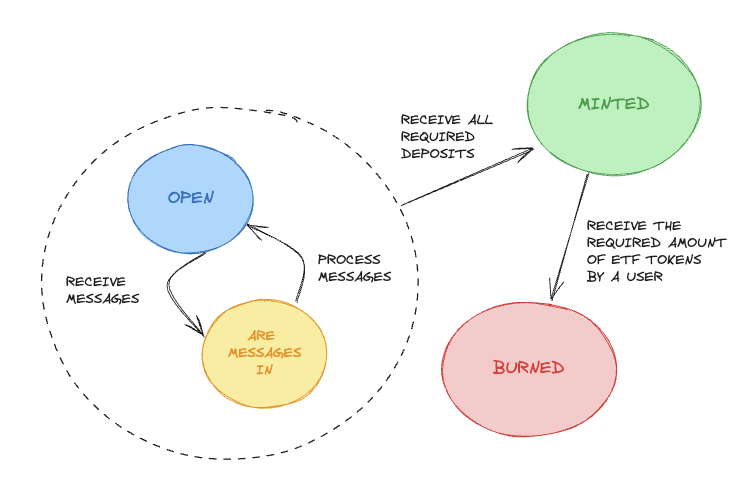 MINTED
RECEIVE ALL
REQUIRED
DEPOSITS
OPEN
RECEIVE THE
REQUIRED AMOUNT
OF ETF TOKENS
BY A USER
PROCESS
MESSAGES
RECEIVE
MESSAGES
ARE
MESSAGES
IN
BURNED